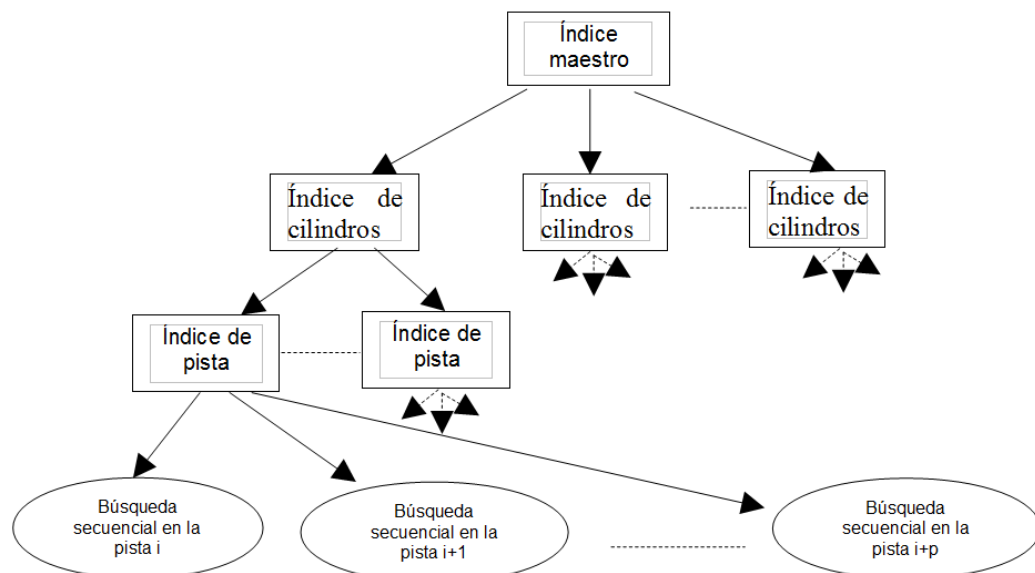 Índice
maestro
Índice de
cilindros
Índice de
cilindros
Índice de
cilindros
Índice de
pista
Índice de
pista
Búsqueda
secuencial en la
pista i
Búsqueda
secuencial en la
pista i+1
Búsqueda
secuencial en la
pista i+p